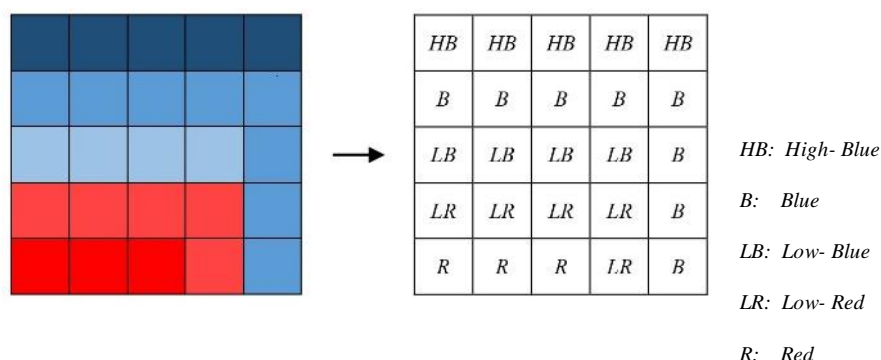 HB HB HB HB HB
B B B B B
LB LB LB LB B
LR LR LR LR B
R R R LR B
HB: High- Blue
B: Blue
LB: Low- Blue
LR: Low- Red
R: Red